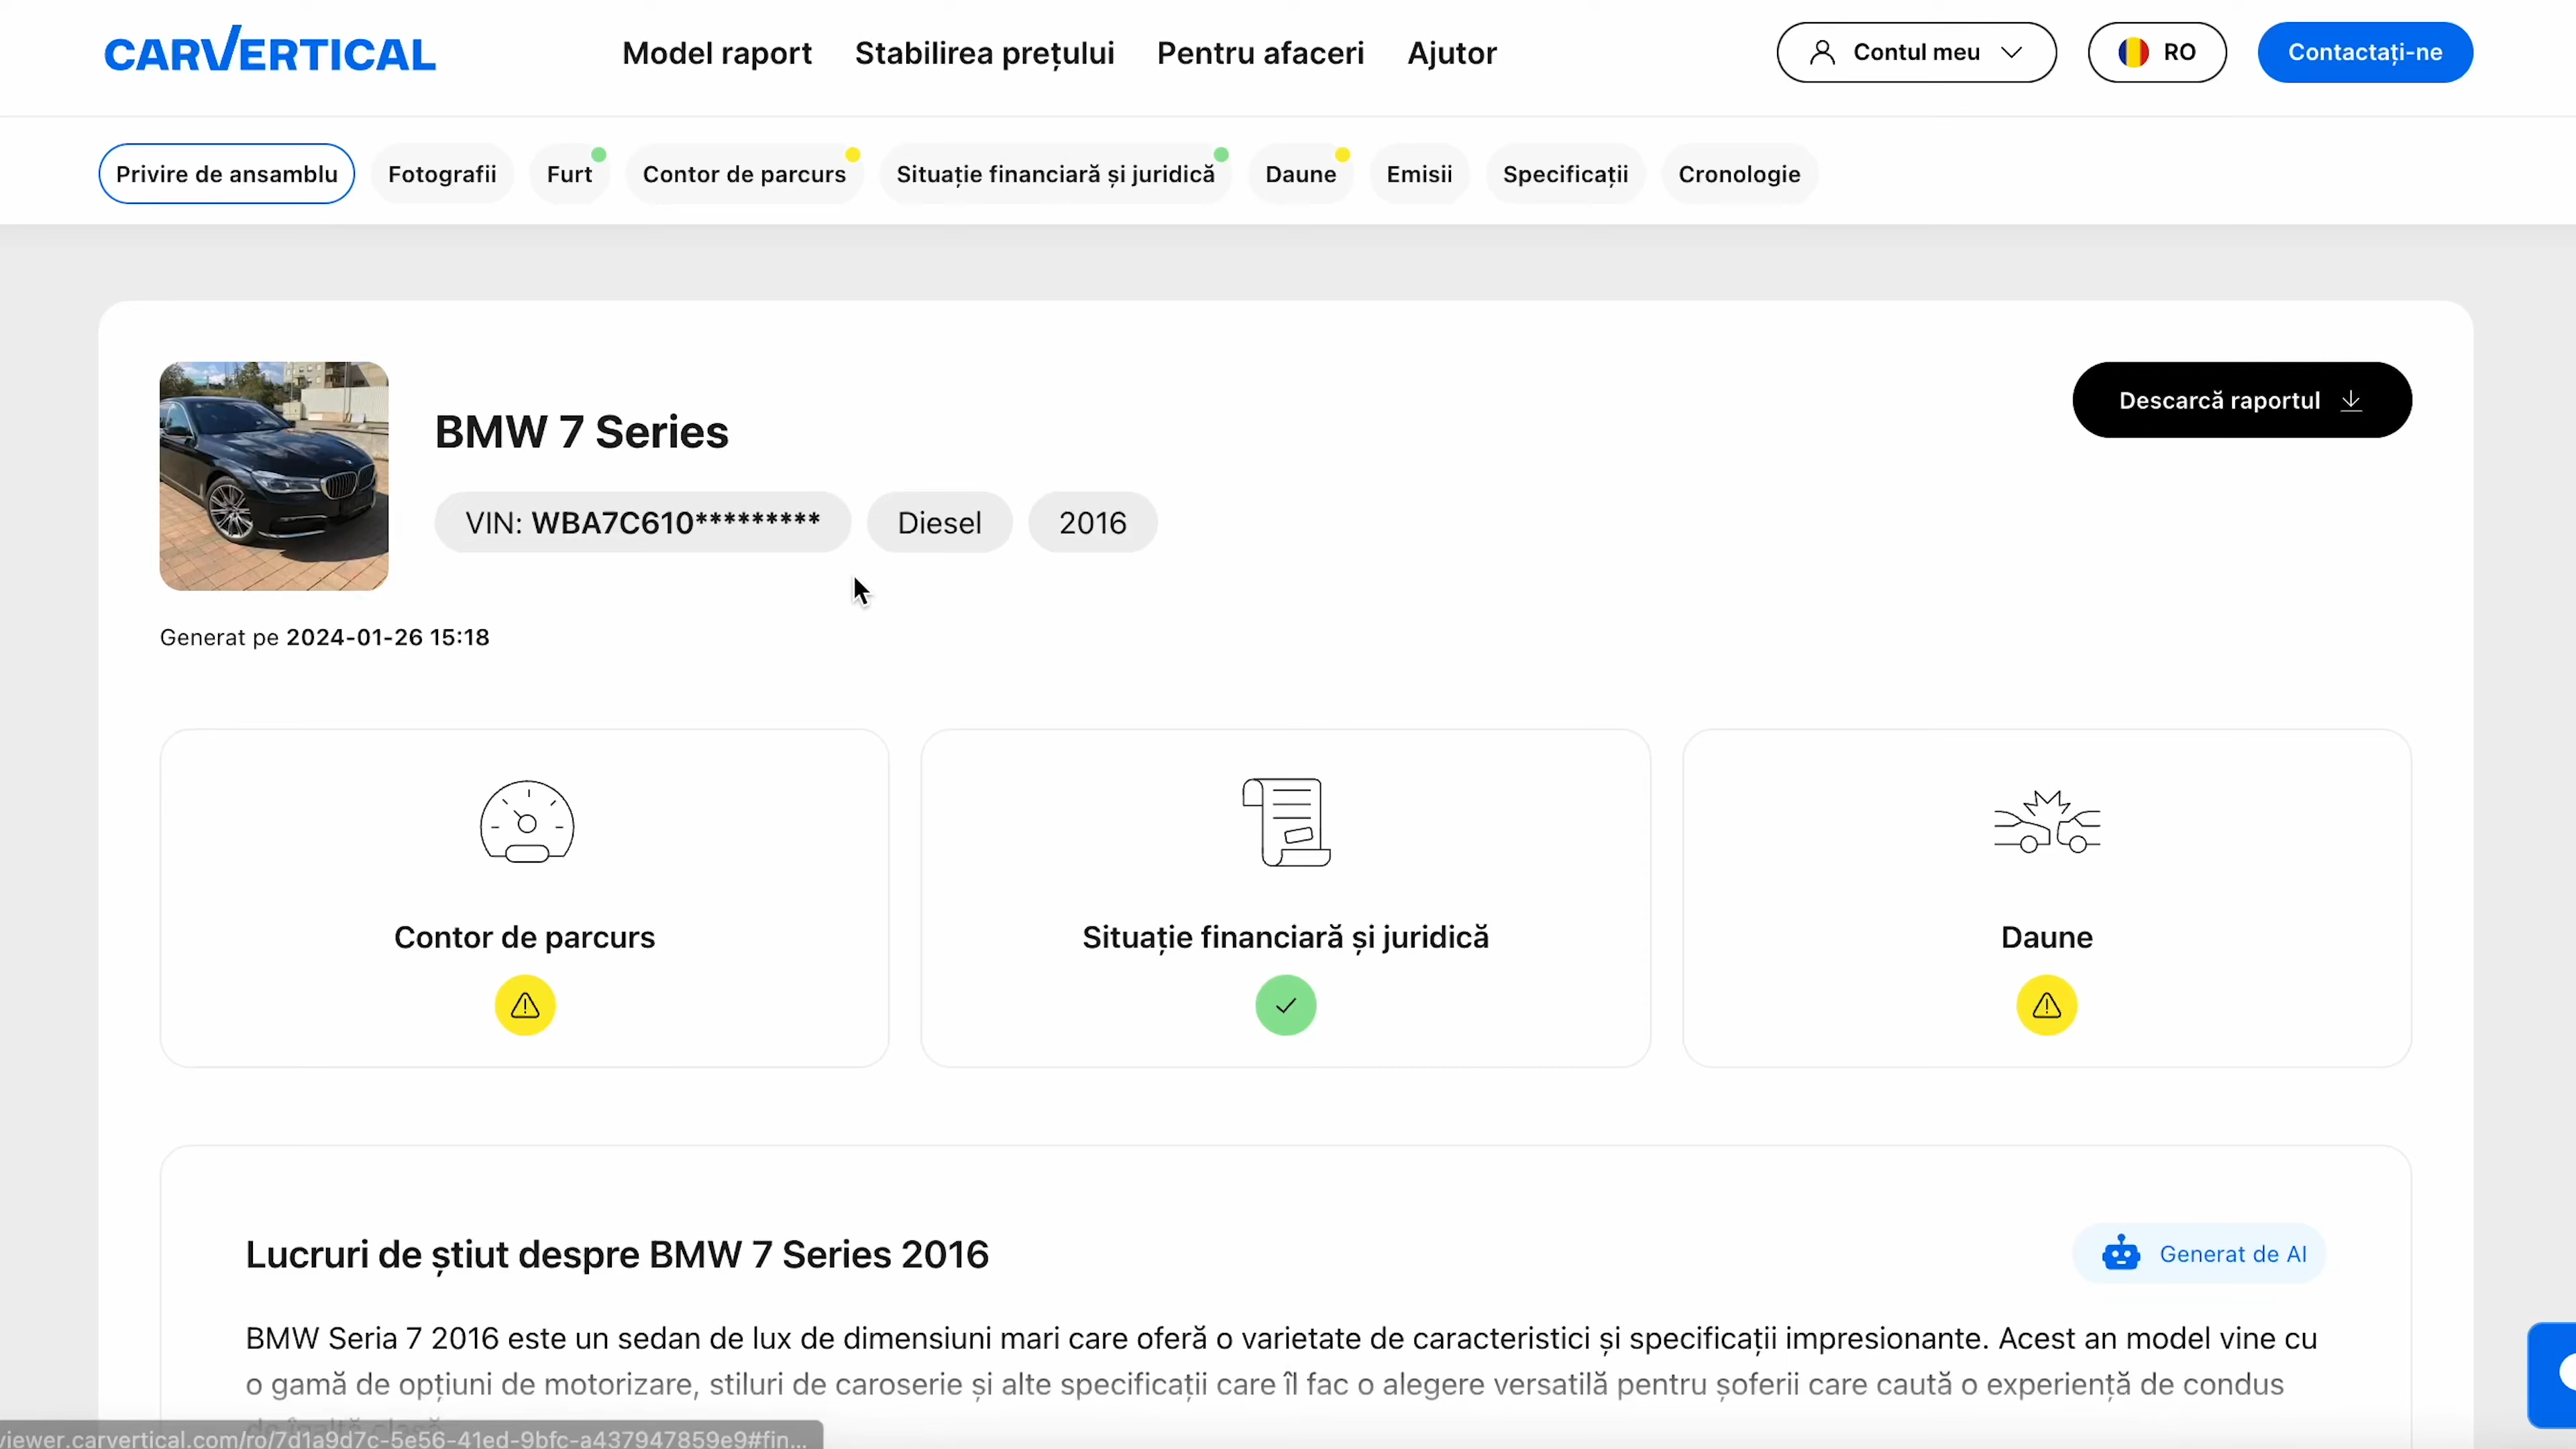 CARVERTICAL
Model raport
Stabilirea prețului
Pentru afaceri
Ajutor
Contul meu
RO
Contactați-ne
Privire de ansamblu
Fotografii
Furt
Contor de parcurs
Situație financiară și juridică
Daune
Emisii
Specificații
Cronologie
BMW 7 Series
Descarcă raportul
VIN: WBA7C610*********
Diesel
2016
Generat pe 2024-01-26 15:18
Contor de parcurs
Situație financiară și juridică
Daune
Lucruri de știut despre BMW 7 Series 2016
Generat de AI
BMW Seria 7 2016 este un sedan de lux de dimensiuni mari care oferă o varietate de caracteristici și specificații impresionante. Acest an model vine cu
o gamă de opțiuni de motorizare, stiluri de caroserie și alte specificații care îl fac o alegere versatilă pentru șoferii care caută o experiență de condus
viewer.carvertical.com/ro/7d1a9d7c-5e56-41ed-9bfc-a437947859e9#fin...